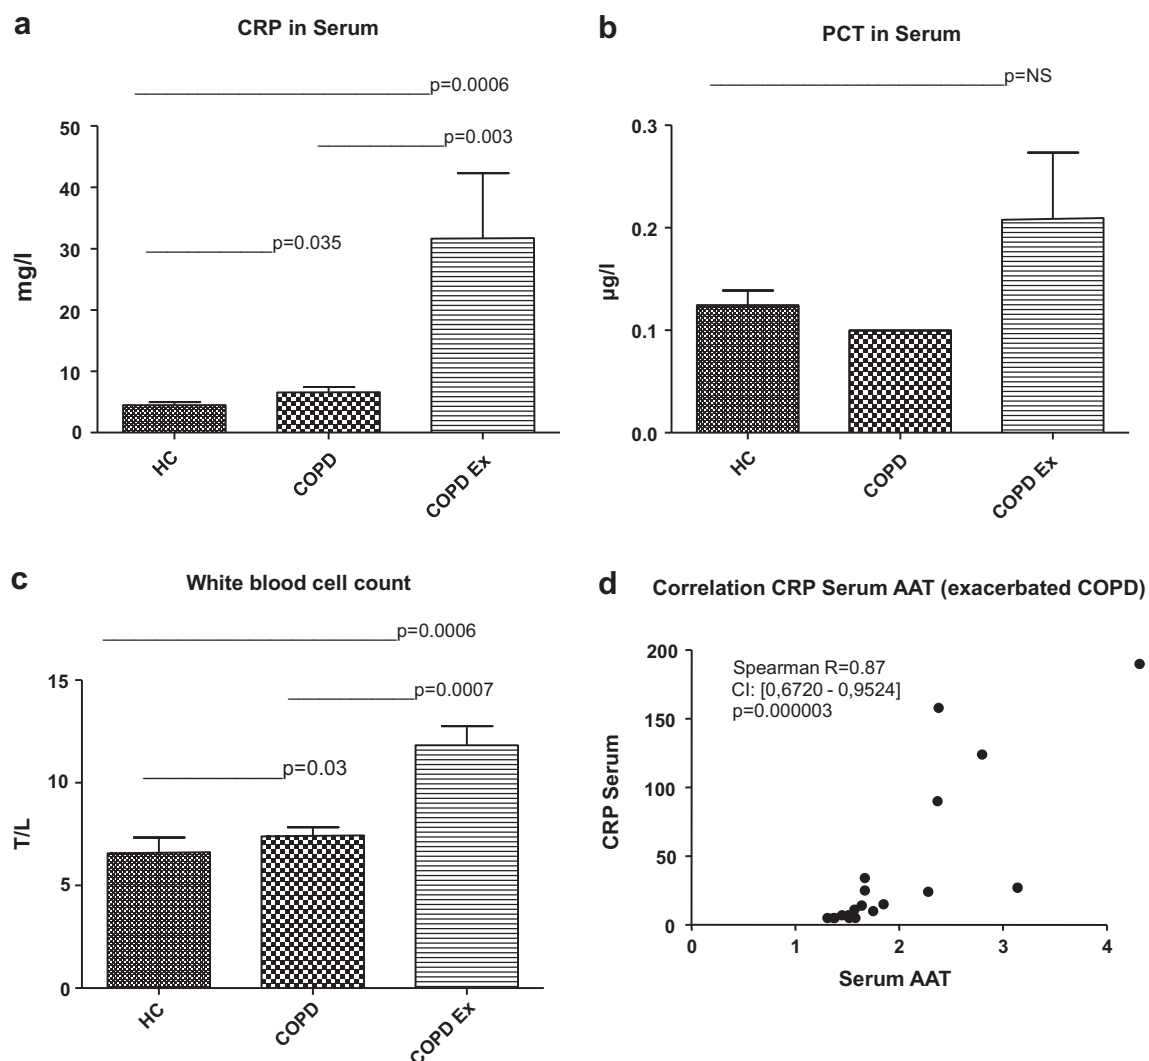 a
CRP in Serum
p=0.0006
p=0.003
p=0.035
50
40
30
20
10
0
mg/l
HC
COPD
COPD Ex
b
PCT in Serum
p=NS
0.3
0.2
0.1
0.0
µg/l
HC
COPD
COPD Ex
c
White blood cell count
p=0.0006
p=0.0007
p=0.03
15
10
5
0
T/L
HC
COPD
COPD Ex
d
Correlation CRP Serum AAT (exacerbated COPD)
Spearman R=0.87
CI: [0,6720 - 0,9524]
p=0.000003
200
150
100
50
0
CRP Serum
0 1 2 3 4
Serum AAT